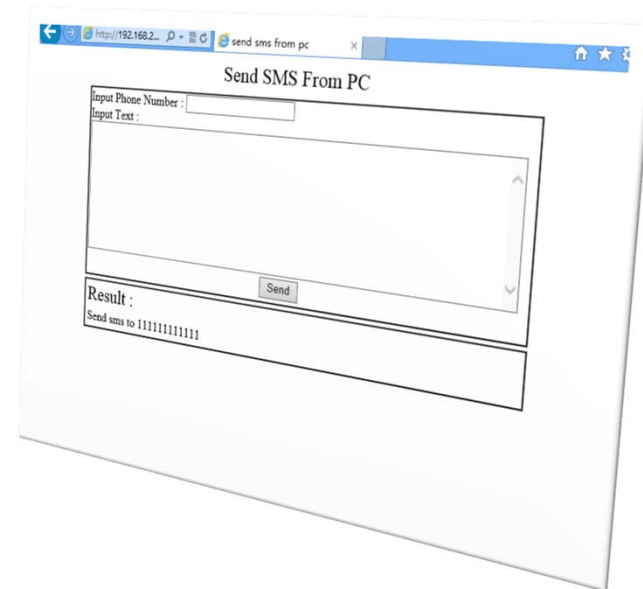 http://192.168.2... send sms from pc
Send SMS From PC
Input Phone Number :
Input Text :
Send
Result :
Send sms to 111111111111